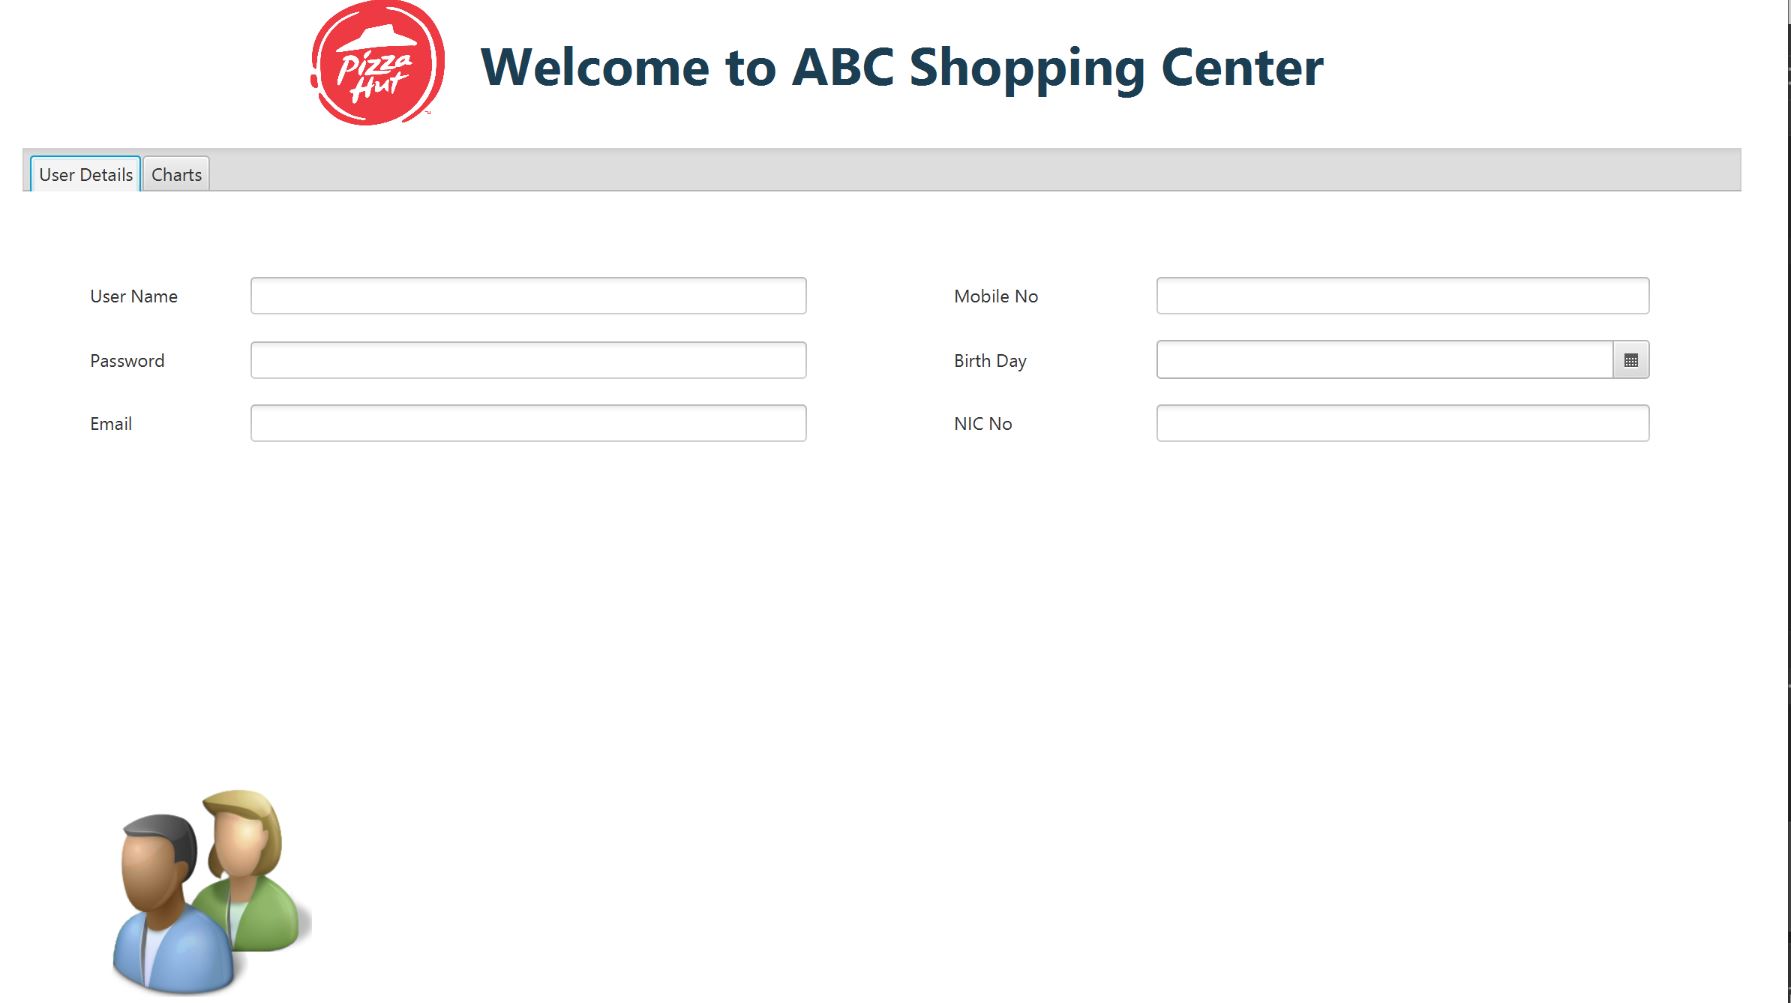 Pizza
Hut
Welcome to ABC Shopping Center
User Details Charts
User Name Mobile No
Password Birth Day
Email NIC No